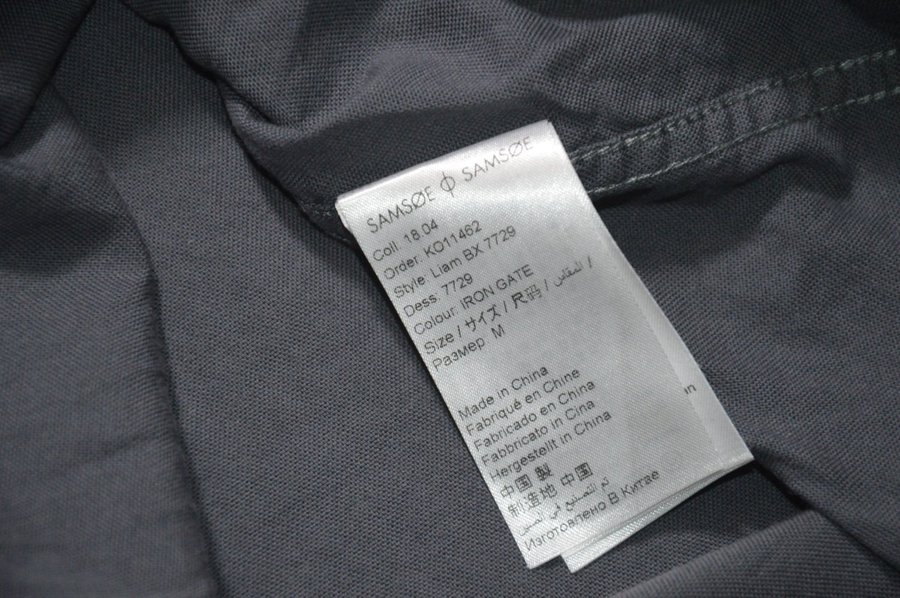 SAMSØE ϕ SAMSØE
Coll: 18.04
Order: KO11462
Style: Liam BX 7729
Dess: 7729
Colour: IRON GATE
Size / サイズ / 尺码 / المقاس /
Размер M
Made in China
Fabriqué en Chine
Fabricado en China
Fabbricato in Cina
Hergestellt in China
中国 製
制造地 中国
تم التصنيع في الصين
Изготовлено В Китае
in